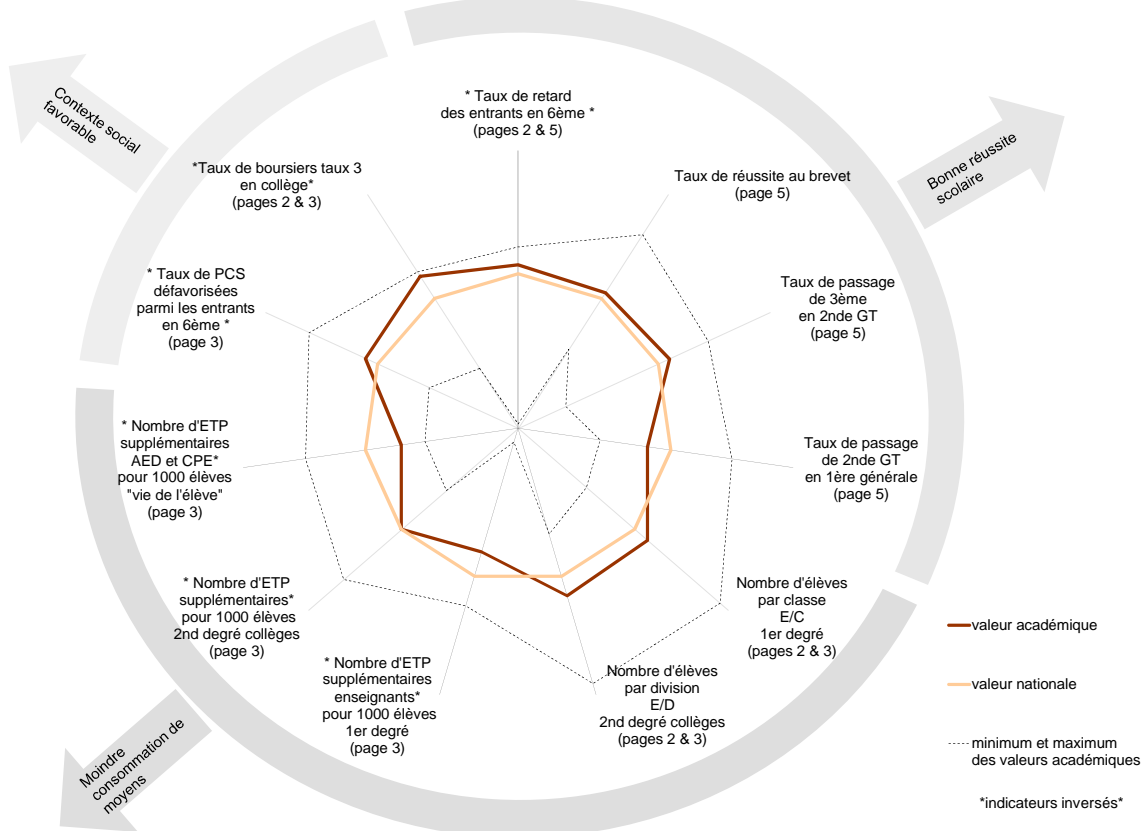 * Taux de retard
des entrants en 6ème *
(pages 2 & 5)
Taux de réussite au brevet
(page 5)
Taux de passage
de 3ème
en 2nde GT
(page 5)
Taux de passage
de 2nde GT
en 1ère générale
(page 5)
Nombre d'élèves
par classe
E/C
1er degré
(pages 2 & 3)
Nombre d'élèves
par division
E/D
2nd degré collèges
(pages 2 & 3)
* Nombre d'ETP
supplémentaires
enseignants*
pour 1000 élèves
1er degré
(page 3)
* Nombre d'ETP
supplémentaires*
pour 1000 élèves
2nd degré collèges
(page 3)
* Nombre d'ETP
supplémentaires
AED et CPE*
pour 1000 élèves
"vie de l'élève"
(page 3)
* Taux de PCS
défavorisées
parmi les entrants
en 6ème *
(page 3)
*Taux de boursiers taux 3
en collège*
(pages 2 & 3)
Contexte social
favorable
Bonne réussite
scolaire
Moindre
consommation de
moyens
valeur académique
valeur nationale
minimum et maximum
des valeurs académiques
*indicateurs inversés*